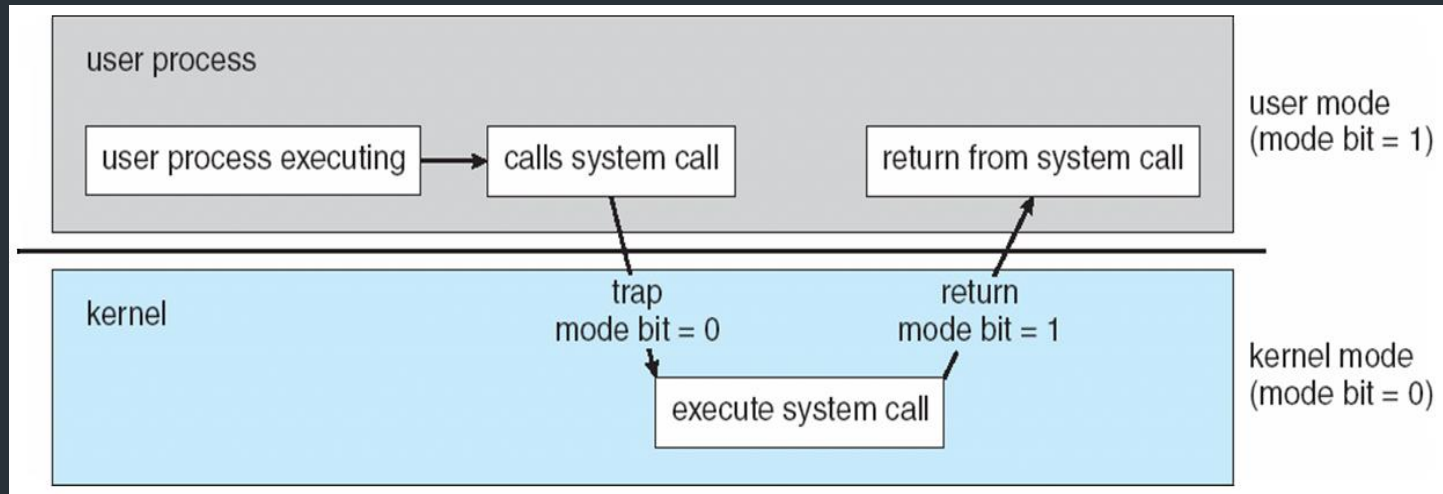 user process
user process executing
calls system call
return from system call
user mode
(mode bit = 1)
kernel
trap
mode bit = 0
return
mode bit = 1
execute system call
kernel mode
(mode bit = 0)